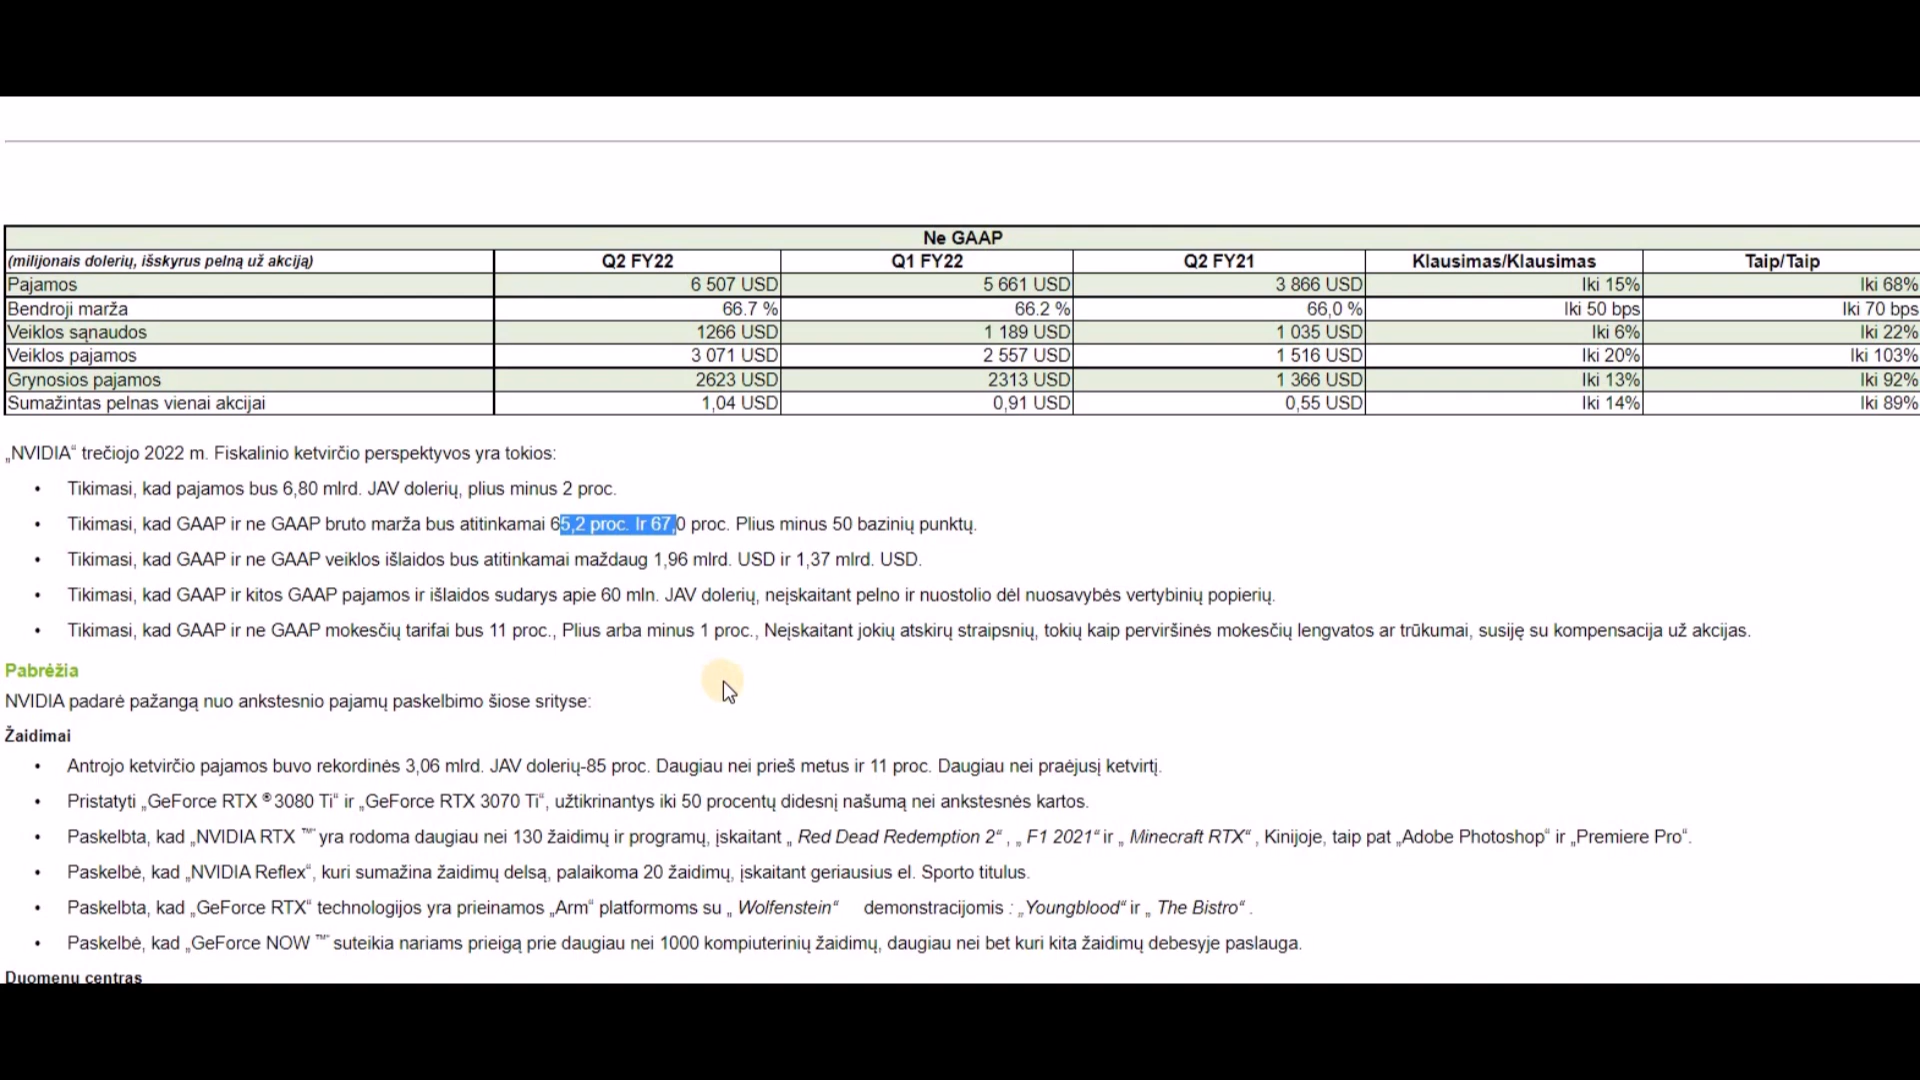 Ne GAAP
(milijonais dolerių, išskyrus pelną už akciją) Q2 FY22 Q1 FY22 Q2 FY21 Klausimas/Klausimas Taip/Taip
Pajamos 6 507 USD 5 661 USD 3 866 USD Iki 15% Iki 68%
Bendroji marža 66.7 % 66.2 % 66,0 % Iki 50 bps Iki 70 bps
Veiklos sąnaudos 1266 USD 1 189 USD 1 035 USD Iki 6% Iki 22%
Veiklos pajamos 3 071 USD 2 557 USD 1 516 USD Iki 20% Iki 103%
Grynosios pajamos 2623 USD 2313 USD 1 366 USD Iki 13% Iki 92%
Sumažintas pelnas vienai akcijai 1,04 USD 0,91 USD 0,55 USD Iki 14% Iki 89%
„NVIDIA“ trečiojo 2022 m. Fiskalinio ketvirčio perspektyvos yra tokios:
• Tikimasi, kad pajamos bus 6,80 mlrd. JAV dolerių, plius minus 2 proc.
• Tikimasi, kad GAAP ir ne GAAP bruto marža bus atitinkamai 65,2 proc. Ir 67,0 proc. Plius minus 50 bazinių punktų.
• Tikimasi, kad GAAP ir ne GAAP veiklos išlaidos bus atitinkamai maždaug 1,96 mlrd. USD ir 1,37 mlrd. USD.
• Tikimasi, kad GAAP ir kitos GAAP pajamos ir išlaidos sudarys apie 60 mln. JAV dolerių, neįskaitant pelno ir nuostolio dėl nuosavybės vertybinių popierių.
• Tikimasi, kad GAAP ir ne GAAP mokesčių tarifai bus 11 proc., Plius arba minus 1 proc., Neįskaitant jokių atskirų straipsnių, tokių kaip perviršinės mokesčių lengvatos ar trūkumai, susiję su kompensacija už akcijas.
Pabrėžia
NVIDIA padarė pažangą nuo ankstesnio pajamų paskelbimo šiose srityse:
Žaidimai
• Antrojo ketvirčio pajamos buvo rekordinės 3,06 mlrd. JAV dolerių-85 proc. Daugiau nei prieš metus ir 11 proc. Daugiau nei praėjusį ketvirtį.
• Pristatyti „GeForce RTX ® 3080 Ti“ ir „GeForce RTX 3070 Ti“, užtikrinantys iki 50 procentų didesnį našumą nei ankstesnės kartos.
• Paskelbta, kad „NVIDIA RTX ™“ yra rodoma daugiau nei 130 žaidimų ir programų, įskaitant „ Red Dead Redemption 2“ , „ F1 2021“ ir „ Minecraft RTX“ , Kinijoje, taip pat „Adobe Photoshop“ ir „Premiere Pro“.
• Paskelbė, kad „NVIDIA Reflex“, kuri sumažina žaidimų delsą, palaikoma 20 žaidimų, įskaitant geriausius el. Sporto titulus.
• Paskelbta, kad „GeForce RTX“ technologijos yra prieinamos „Arm“ platformoms su „ Wolfenstein“ demonstracijomis : „Youngblood“ ir „ The Bistro“ .
• Paskelbė, kad „GeForce NOW ™“ suteikia nariams prieigą prie daugiau nei 1000 kompiuterinių žaidimų, daugiau nei bet kuri kita žaidimų debesyje paslauga.
Duomenų centras